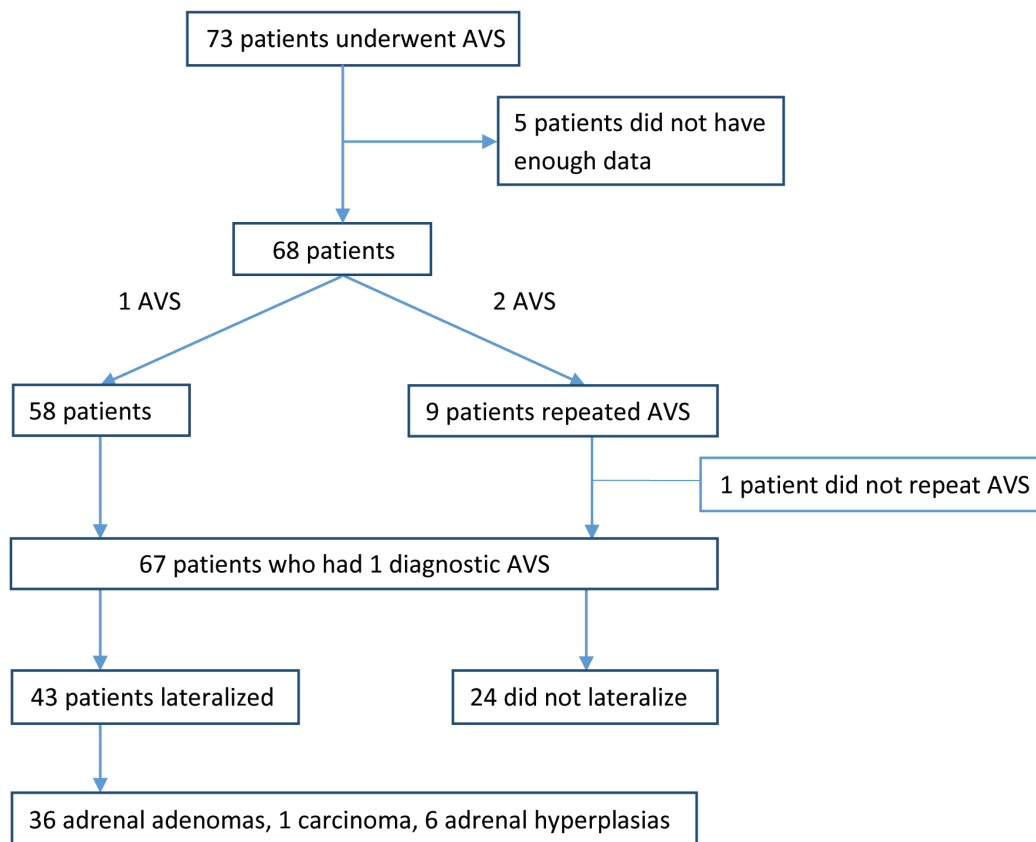 73 patients underwent AVS
5 patients did not have
enough data
68 patients
1 AVS
2 AVS
58 patients
9 patients repeated AVS
1 patient did not repeat AVS
67 patients who had 1 diagnostic AVS
43 patients lateralized
24 did not lateralize
36 adrenal adenomas, 1 carcinoma, 6 adrenal hyperplasias